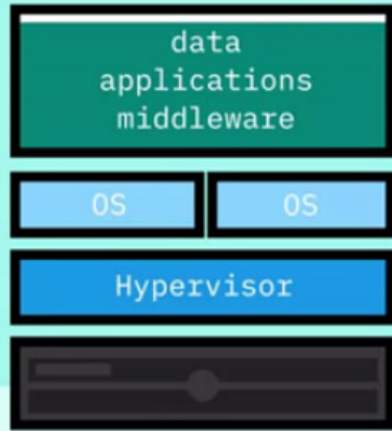 data
applications
middleware
OS OS
Hypervisor